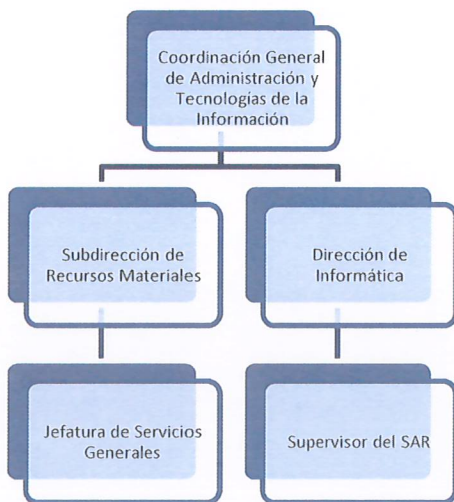 Coordinación General
de Administración y
Tecnologías de la
Información
Subdirección de
Recursos Materiales
Dirección de
Informática
Jefatura de Servicios
Generales
Supervisor del SAR